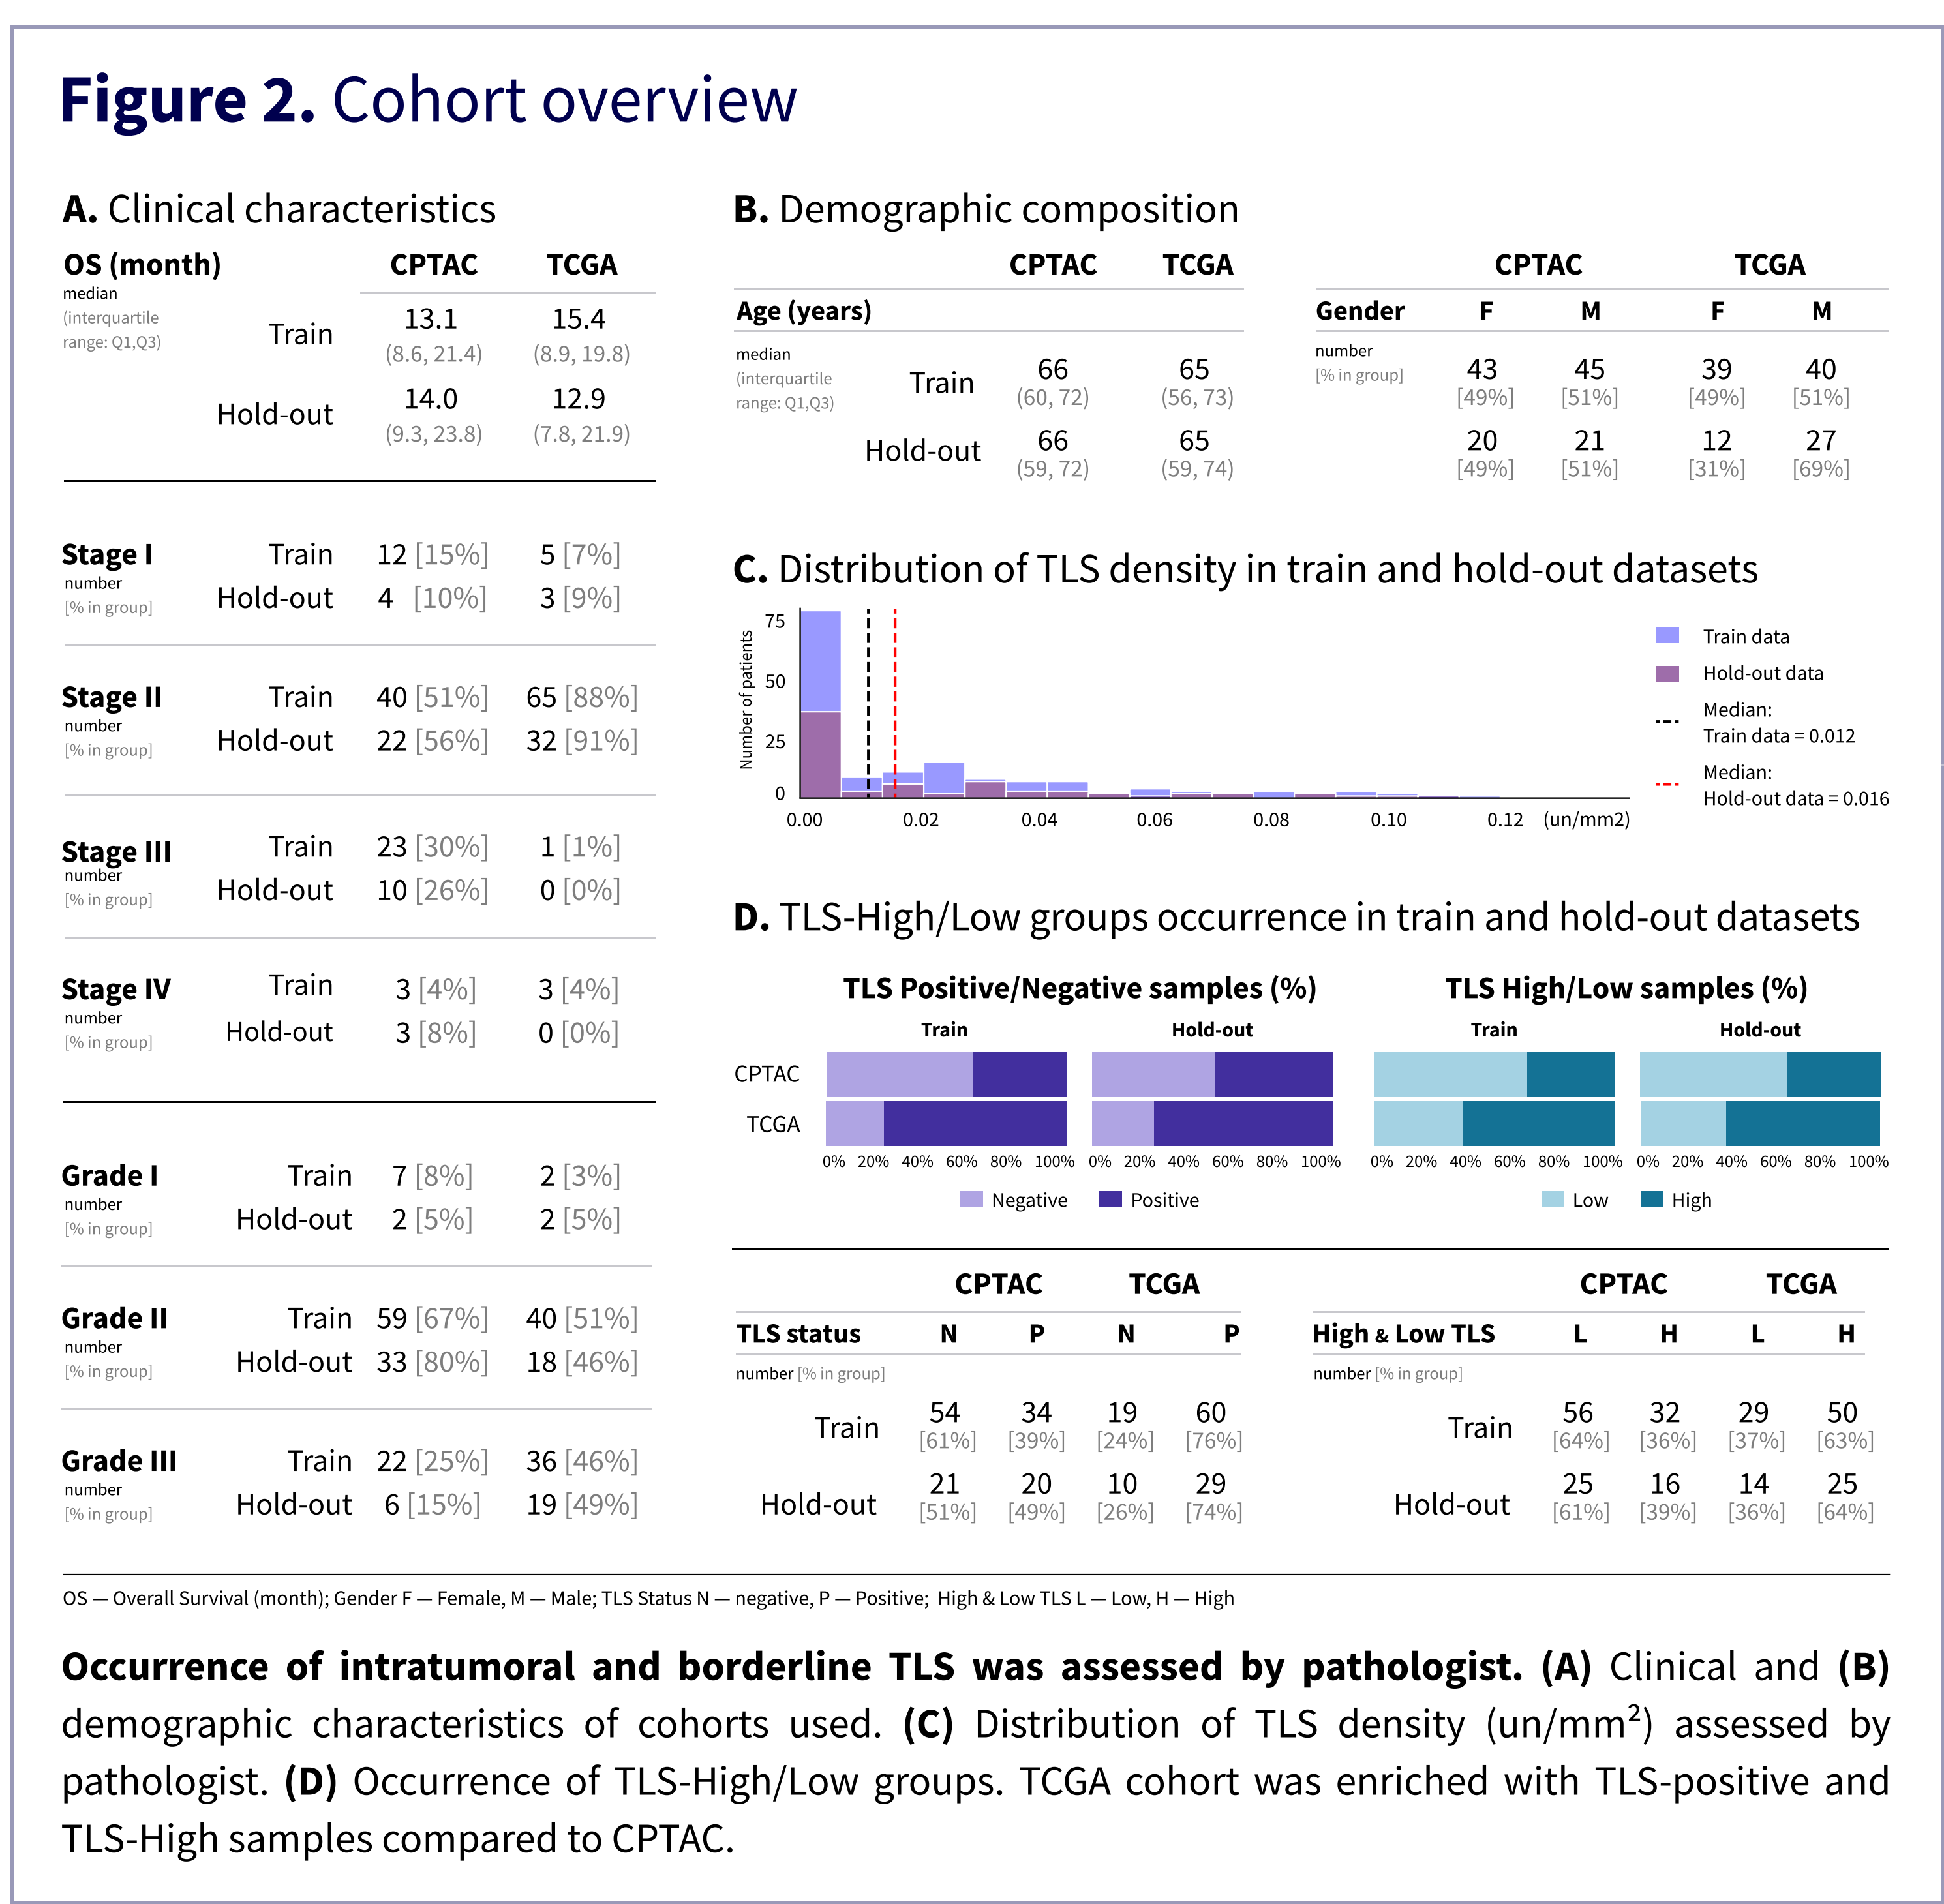 Figure 2. Cohort overview
A. Clinical characteristics
OS (month) CPTAC TCGA
median
(interquartile
range: Q1,Q3)
Train 13.1 15.4
(8.6, 21.4) (8.9, 19.8)
Hold-out 14.0 12.9
(9.3, 23.8) (7.8, 21.9)
Stage I Train 12 [15%] 5 [7%]
number
[% in group]
Hold-out 4 [10%] 3 [9%]
Stage II Train 40 [51%] 65 [88%]
number
[% in group]
Hold-out 22 [56%] 32 [91%]
Stage III Train 23 [30%] 1 [1%]
number
[% in group]
Hold-out 10 [26%] 0 [0%]
Stage IV Train 3 [4%] 3 [4%]
number
[% in group]
Hold-out 3 [8%] 0 [0%]
Grade I Train 7 [8%] 2 [3%]
number
[% in group]
Hold-out 2 [5%] 2 [5%]
Grade II Train 59 [67%] 40 [51%]
number
[% in group]
Hold-out 33 [80%] 18 [46%]
Grade III Train 22 [25%] 36 [46%]
number
[% in group]
Hold-out 6 [15%] 19 [49%]
B. Demographic composition
CPTAC TCGA
Age (years)
median
(interquartile
range: Q1,Q3)
Train 66 65
(60, 72) (56, 73)
Hold-out 66 65
(59, 72) (59, 74)
CPTAC TCGA
Gender F M F M
number
[% in group]
43 45 39 40
[49%] [51%] [49%] [51%]
20 21 12 27
[49%] [51%] [31%] [69%]
C. Distribution of TLS density in train and hold-out datasets
Number of patients
75
50
25
0
0.00 0.02 0.04 0.06 0.08 0.10 0.12 (un/mm2)
Train data
Hold-out data
Median:
Train data = 0.012
Median:
Hold-out data = 0.016
D. TLS-High/Low groups occurrence in train and hold-out datasets
TLS Positive/Negative samples (%)
Train Hold-out
CPTAC
TCGA
0% 20% 40% 60% 80% 100% 0% 20% 40% 60% 80% 100%
Negative Positive
TLS High/Low samples (%)
Train Hold-out
0% 20% 40% 60% 80% 100% 0% 20% 40% 60% 80% 100%
Low High
CPTAC TCGA
TLS status N P N P
number [% in group]
Train 54 34 19 60
[61%] [39%] [24%] [76%]
Hold-out 21 20 10 29
[51%] [49%] [26%] [74%]
CPTAC TCGA
High & Low TLS L H L H
number [% in group]
Train 56 32 29 50
[64%] [36%] [37%] [63%]
Hold-out 25 16 14 25
[61%] [39%] [36%] [64%]
OS — Overall Survival (month); Gender F — Female, M — Male; TLS Status N — negative, P — Positive; High & Low TLS L — Low, H — High
Occurrence of intratumoral and borderline TLS was assessed by pathologist. (A) Clinical and (B)
demographic characteristics of cohorts used. (C) Distribution of TLS density (un/mm²) assessed by
pathologist. (D) Occurrence of TLS-High/Low groups. TCGA cohort was enriched with TLS-positive and
TLS-High samples compared to CPTAC.